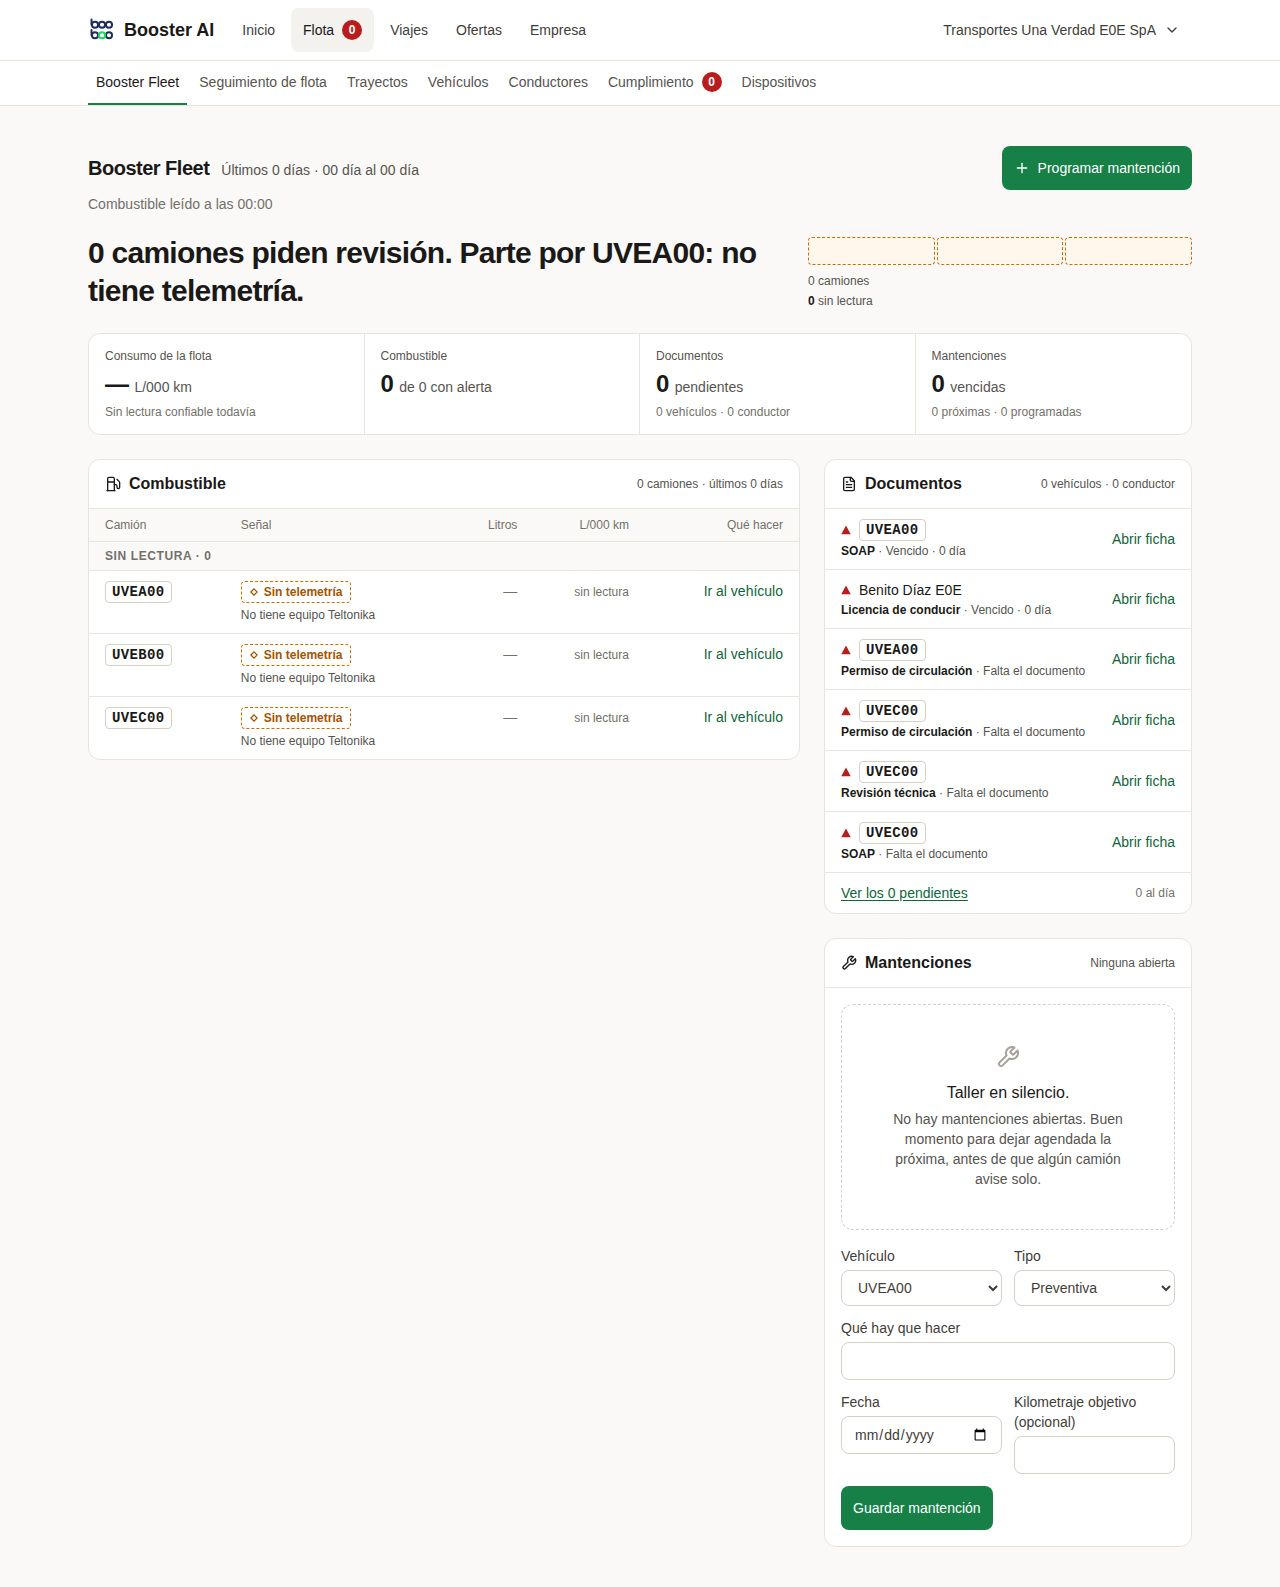 Booster AI
Inicio
Flota 0
Viajes
Ofertas
Empresa
Transportes Una Verdad E0E SpA
Booster Fleet
Seguimiento de flota
Trayectos
Vehículos
Conductores
Cumplimiento 0
Dispositivos
Booster Fleet
Últimos 0 días · 00 día al 00 día
Programar mantención
Combustible leído a las 00:00
0 camiones piden revisión. Parte por UVEA00: no
tiene telemetría.
0 camiones
0 sin lectura
Consumo de la flota
— L/000 km
Sin lectura confiable todavía
Combustible
0 de 0 con alerta
Documentos
0 pendientes
0 vehículos · 0 conductor
Mantenciones
0 vencidas
0 próximas · 0 programadas
Combustible
0 camiones · últimos 0 días
Camión Señal Litros L/000 km Qué hacer
SIN LECTURA · 0
UVEA00 Sin telemetría — sin lectura Ir al vehículo
No tiene equipo Teltonika
UVEB00 Sin telemetría — sin lectura Ir al vehículo
No tiene equipo Teltonika
UVEC00 Sin telemetría — sin lectura Ir al vehículo
No tiene equipo Teltonika
Documentos
0 vehículos · 0 conductor
UVEA00
SOAP · Vencido · 0 día
Abrir ficha
Benito Díaz E0E
Licencia de conducir · Vencido · 0 día
Abrir ficha
UVEA00
Permiso de circulación · Falta el documento
Abrir ficha
UVEC00
Permiso de circulación · Falta el documento
Abrir ficha
UVEC00
Revisión técnica · Falta el documento
Abrir ficha
UVEC00
SOAP · Falta el documento
Abrir ficha
Ver los 0 pendientes
0 al día
Mantenciones
Ninguna abierta
Taller en silencio.
No hay mantenciones abiertas. Buen
momento para dejar agendada la
próxima, antes de que algún camión
avise solo.
Vehículo
UVEA00
Tipo
Preventiva
Qué hay que hacer
Fecha
mm/dd/yyyy
Kilometraje objetivo
(opcional)
Guardar mantención